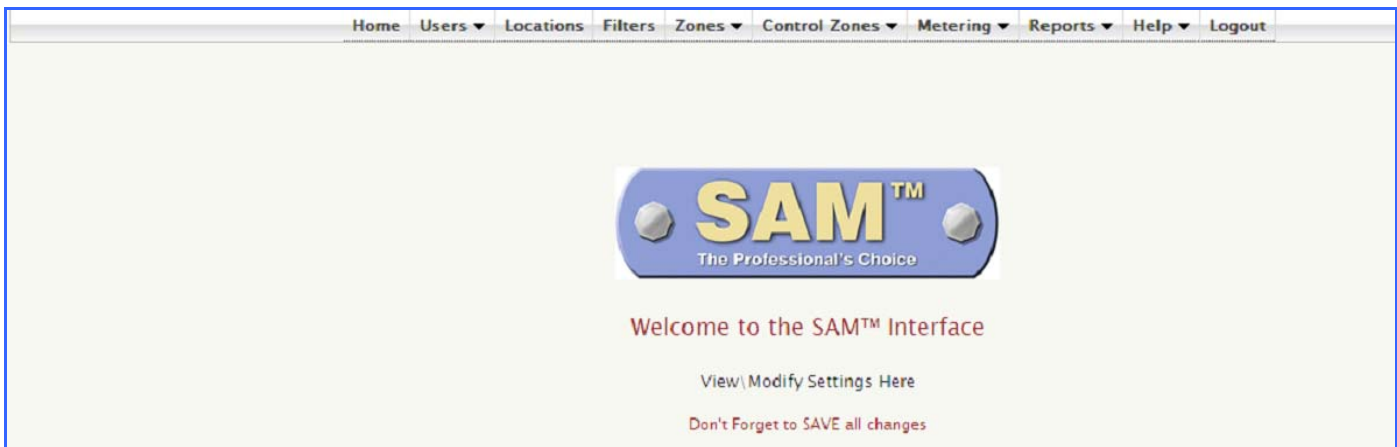 Home Users Locations Filters Zones Control Zones Metering Reports Help Logout
SAM™
The Professional's Choice
Welcome to the SAM™ Interface
View\Modify Settings Here
Don't Forget to SAVE all changes